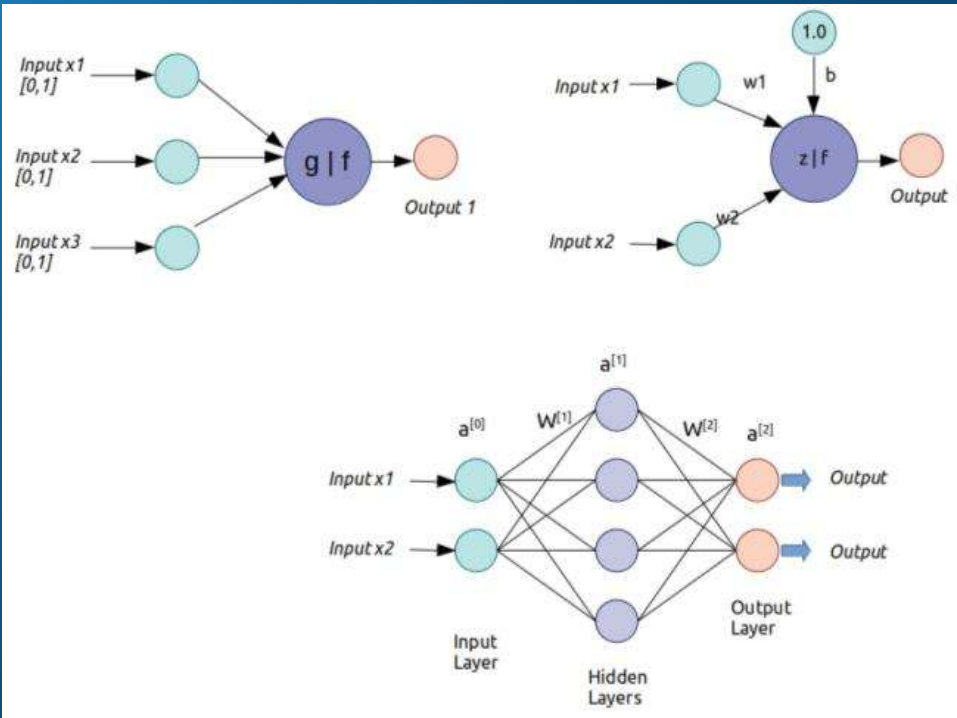 Input x1
[0,1]
Input x2
[0,1]
Input x3
[0,1]
g | f
Output 1
1.0
b
Input x1
w1
z | f
Output
w2
Input x2
a[1]
a[0]
W[1]
W[2]
a[2]
Input x1
Output
Input x2
Output
Input
Layer
Hidden
Layers
Output
Layer